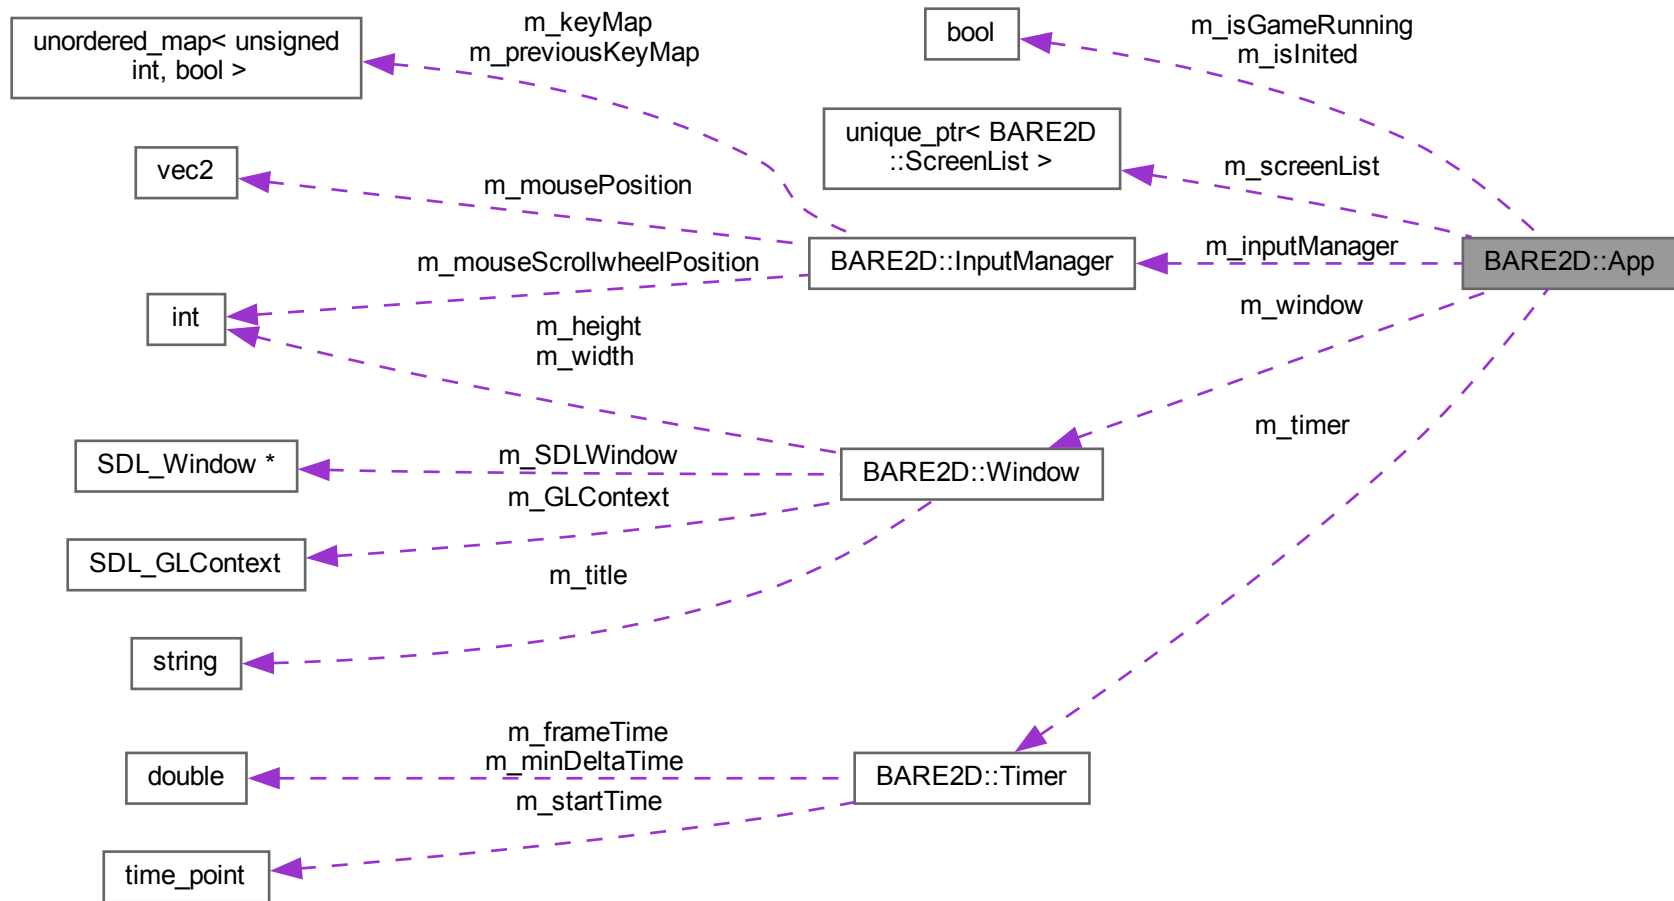 m_keyMap
m_previousKeyMap
unordered_map< unsigned
int, bool >
bool
m_isGameRunning
m_isInited
unique_ptr< BARE2D
::ScreenList >
m_screenList
vec2
m_mousePosition
BARE2D::InputManager
m_inputManager
BARE2D::App
m_mouseScrollwheelPosition
int
m_height
m_width
m_window
m_timer
SDL_Window *
m_SDLWindow
BARE2D::Window
m_GLContext
SDL_GLContext
m_title
string
m_frameTime
m_minDeltaTime
double
BARE2D::Timer
m_startTime
time_point